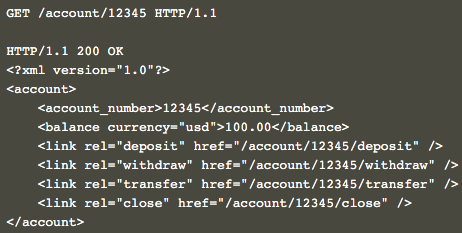 GET /account/12345 HTTP/1.1
HTTP/1.1 200 OK
<?xml version="1.0"?>
<account>
<account_number>12345</account_number>
<balance currency="usd">100.00</balance>
<link rel="deposit" href="/account/12345/deposit" />
<link rel="withdraw" href="/account/12345/withdraw" />
<link rel="transfer" href="/account/12345/transfer" />
<link rel="close" href="/account/12345/close" />
</account>